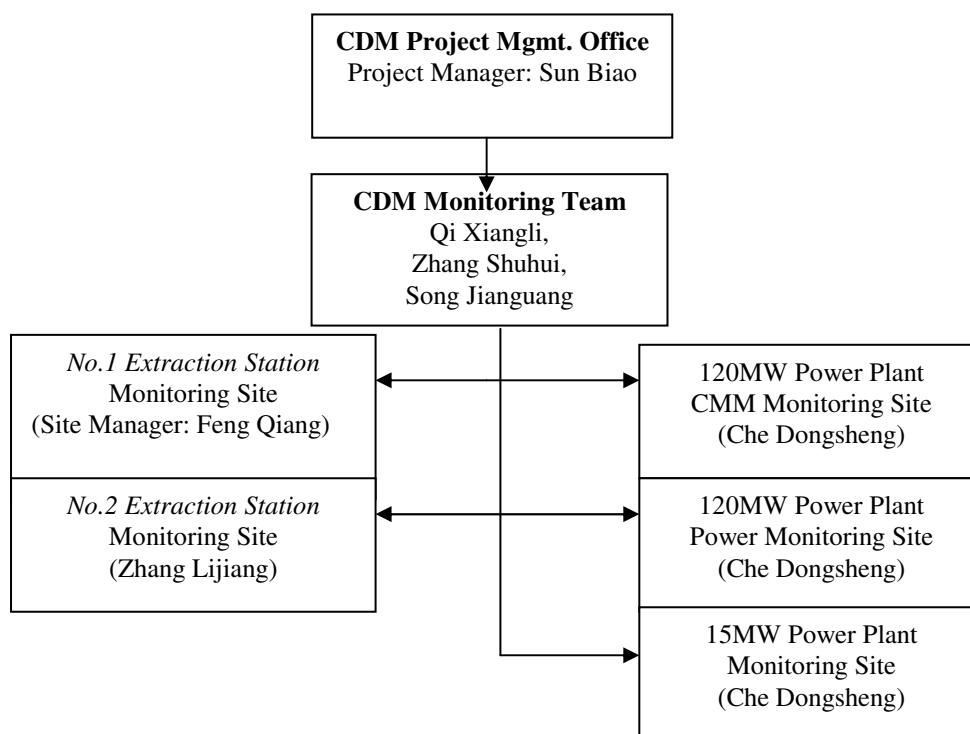 CDM Project Mgmt. Office
Project Manager: Sun Biao
CDM Monitoring Team
Qi Xiangli,
Zhang Shuhui,
Song Jianguang
No.1 Extraction Station
Monitoring Site
(Site Manager: Feng Qiang)
No.2 Extraction Station
Monitoring Site
(Zhang Lijiang)
120MW Power Plant
CMM Monitoring Site
(Che Dongsheng)
120MW Power Plant
Power Monitoring Site
(Che Dongsheng)
15MW Power Plant
Monitoring Site
(Che Dongsheng)